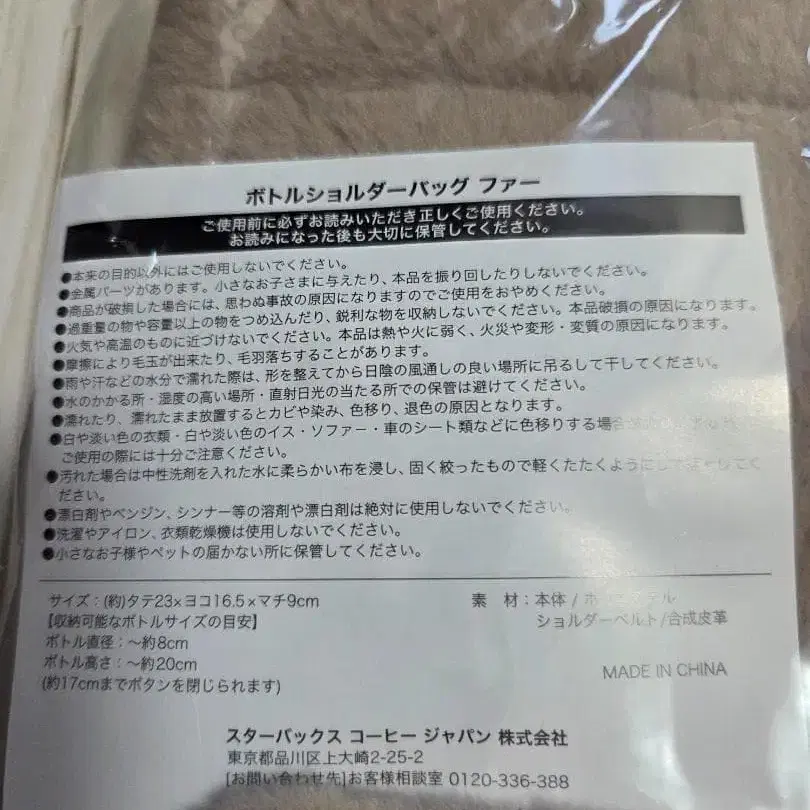 ボトルショルダーバッグ ファー
ご使用前に必ずお読みいただき正しくご使用ください。
お読みになった後も大切に保管してください。
●本来の目的以外にはご使用しないでください。
●金属パーツがあります。小さなお子さまに与えたり、本品を振り回したりしないでください。
●商品が破損した場合には、思わぬ事故の原因になりますのでご使用をおやめください。
●過重量の物や容量以上の物をつめ込んだり、鋭利な物を収納しないでください。本品破損の原因になります。
●火気や高温のものに近づけないでください。本品は熱や火に弱く、火災や変形・変質の原因になります。
●摩擦により毛玉が出来たり、毛羽落ちすることがあります。
●雨や汗などの水分で濡れた際は、形を整えてから日陰の風通しの良い場所に吊るして干してください。
●水のかかる所・湿度の高い場所・直射日光の当たる所での保管は避けてください。
●濡れたり、濡れたまま放置するとカビや染み、色移り、退色の原因となります。
●白や淡い色の衣類・白や淡い色のイス・ソファー・車のシート類などに色移りする場合
ご使用の際には十分ご注意ください。
●汚れた場合は中性洗剤を入れた水に柔らかい布を浸し、固く絞ったもので軽くたたくようにして
ださい。
●漂白剤やベンジン、シンナー等の溶剤や漂白剤は絶対に使用しないでください。
●洗濯やアイロン、衣類乾燥機は使用しないでください。
●小さなお子様やペットの届かない所に保管してください。
サイズ:(約)タテ23×ヨコ16.5×マチ9cm
【収納可能なボトルサイズの目安】
ボトル直径:～約8cm
ボトル高さ:～約20cm
(約17cmまでボタンを閉じられます)
素 材:本体/
ショルダーベルト/合成皮革
MADE IN CHINA
スターバックス コーヒー ジャパン 株式会社
東京都品川区上大崎2-25-2
[お問い合わせ先]お客様相談室 0120-336-388